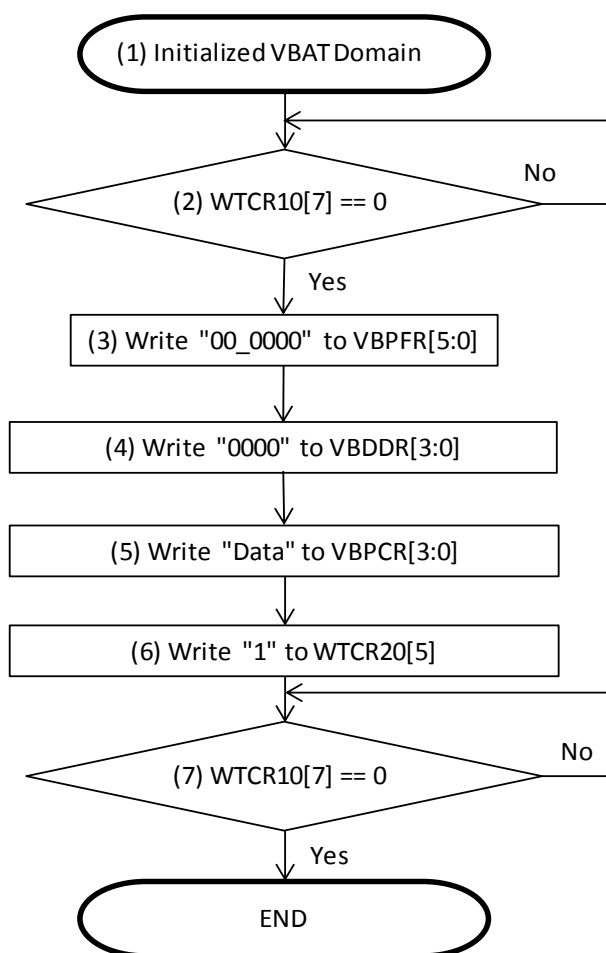 (1) Initialized VBAT Domain
No
(2) WTCR10[7] == 0
Yes
(3) Write "00_0000" to VBPFR[5:0]
(4) Write "0000" to VBDDR[3:0]
(5) Write "Data" to VBPCR[3:0]
(6) Write "1" to WTCR20[5]
No
(7) WTCR10[7] == 0
Yes
END